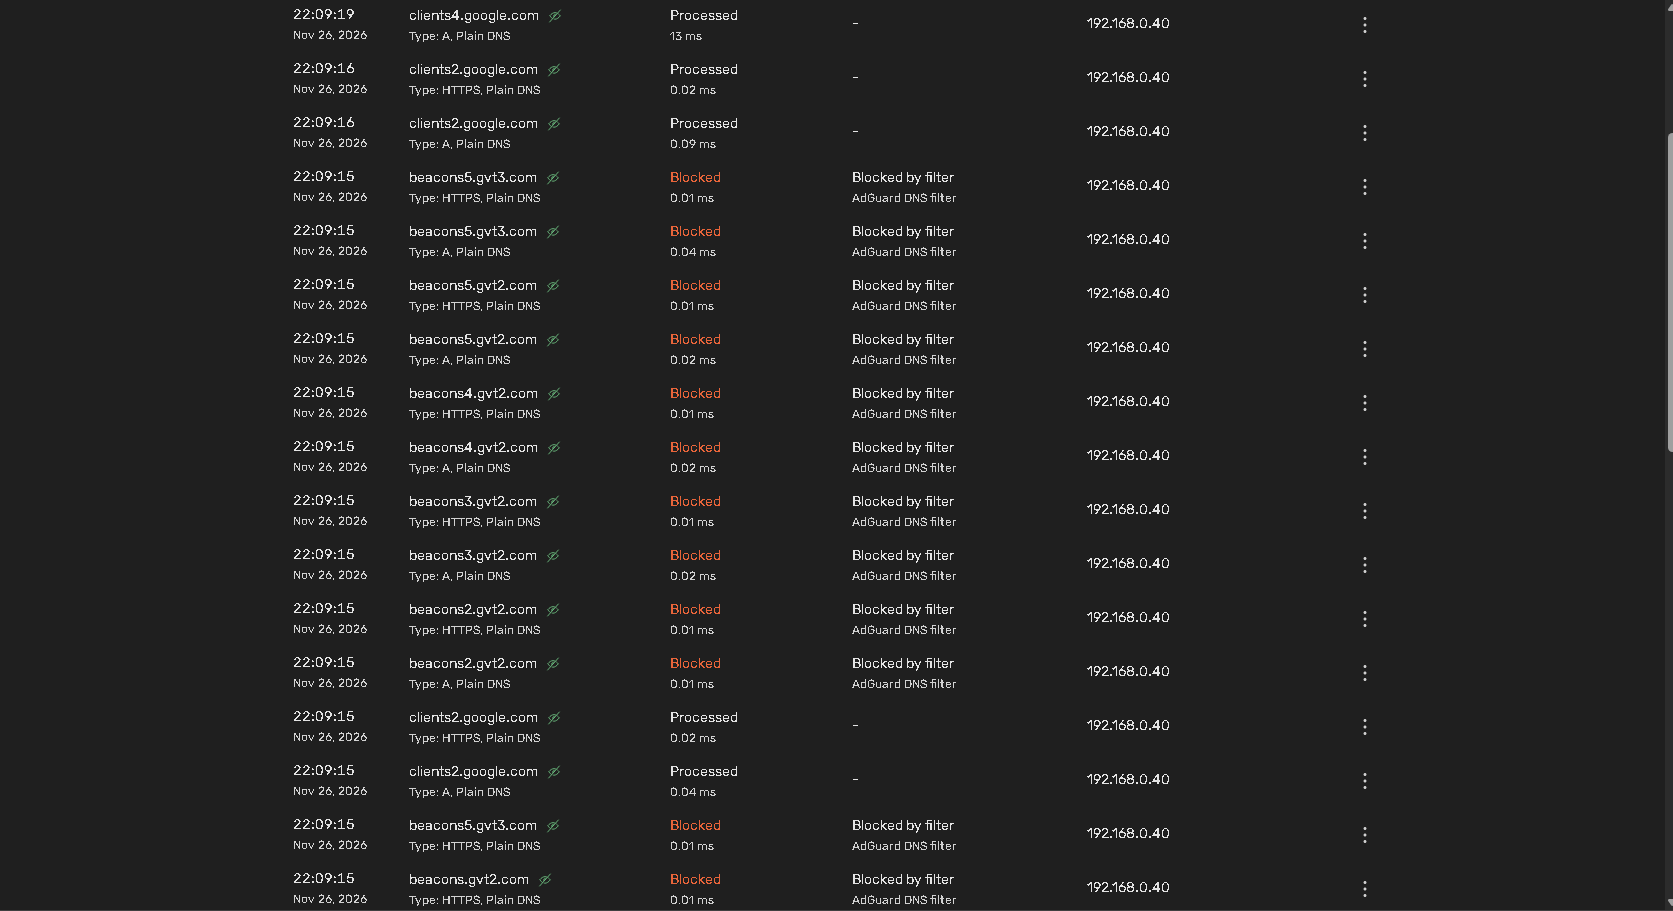 22:09:19 clients4.google.com Processed - 192.168.0.40
Nov 26, 2026 Type: A, Plain DNS 13 ms
22:09:16 clients2.google.com Processed - 192.168.0.40
Nov 26, 2026 Type: HTTPS, Plain DNS 0.02 ms
22:09:16 clients2.google.com Processed - 192.168.0.40
Nov 26, 2026 Type: A, Plain DNS 0.09 ms
22:09:15 beacons5.gvt3.com Blocked Blocked by filter 192.168.0.40
Nov 26, 2026 Type: HTTPS, Plain DNS 0.01 ms AdGuard DNS filter
22:09:15 beacons5.gvt3.com Blocked Blocked by filter 192.168.0.40
Nov 26, 2026 Type: A, Plain DNS 0.04 ms AdGuard DNS filter
22:09:15 beacons5.gvt2.com Blocked Blocked by filter 192.168.0.40
Nov 26, 2026 Type: HTTPS, Plain DNS 0.01 ms AdGuard DNS filter
22:09:15 beacons5.gvt2.com Blocked Blocked by filter 192.168.0.40
Nov 26, 2026 Type: A, Plain DNS 0.02 ms AdGuard DNS filter
22:09:15 beacons4.gvt2.com Blocked Blocked by filter 192.168.0.40
Nov 26, 2026 Type: HTTPS, Plain DNS 0.01 ms AdGuard DNS filter
22:09:15 beacons4.gvt2.com Blocked Blocked by filter 192.168.0.40
Nov 26, 2026 Type: A, Plain DNS 0.02 ms AdGuard DNS filter
22:09:15 beacons3.gvt2.com Blocked Blocked by filter 192.168.0.40
Nov 26, 2026 Type: HTTPS, Plain DNS 0.01 ms AdGuard DNS filter
22:09:15 beacons3.gvt2.com Blocked Blocked by filter 192.168.0.40
Nov 26, 2026 Type: A, Plain DNS 0.02 ms AdGuard DNS filter
22:09:15 beacons2.gvt2.com Blocked Blocked by filter 192.168.0.40
Nov 26, 2026 Type: HTTPS, Plain DNS 0.01 ms AdGuard DNS filter
22:09:15 beacons2.gvt2.com Blocked Blocked by filter 192.168.0.40
Nov 26, 2026 Type: A, Plain DNS 0.01 ms AdGuard DNS filter
22:09:15 clients2.google.com Processed - 192.168.0.40
Nov 26, 2026 Type: HTTPS, Plain DNS 0.02 ms
22:09:15 clients2.google.com Processed - 192.168.0.40
Nov 26, 2026 Type: A, Plain DNS 0.04 ms
22:09:15 beacons5.gvt3.com Blocked Blocked by filter 192.168.0.40
Nov 26, 2026 Type: HTTPS, Plain DNS 0.01 ms AdGuard DNS filter
22:09:15 beacons.gvt2.com Blocked Blocked by filter 192.168.0.40
Nov 26, 2026 Type: HTTPS, Plain DNS 0.01 ms AdGuard DNS filter